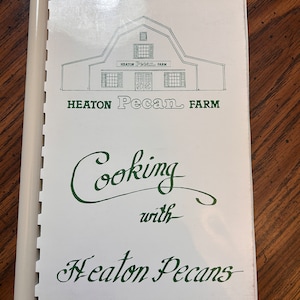 HEATON Pecan FARM
HEATON Pecan FARM
Cooking
with
Heaton Pecans